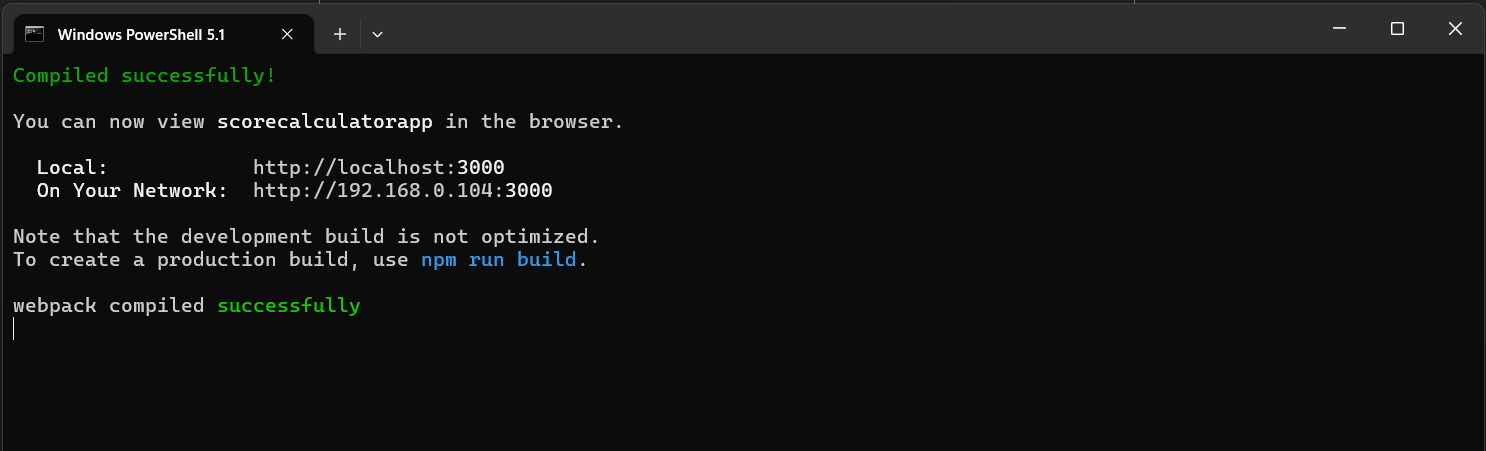 Windows PowerShell 5.1
Compiled successfully!
You can now view scorecalculatorapp in the browser.
Local: http://localhost:3000
On Your Network: http://192.168.0.104:3000
Note that the development build is not optimized.
To create a production build, use npm run build.
webpack compiled successfully